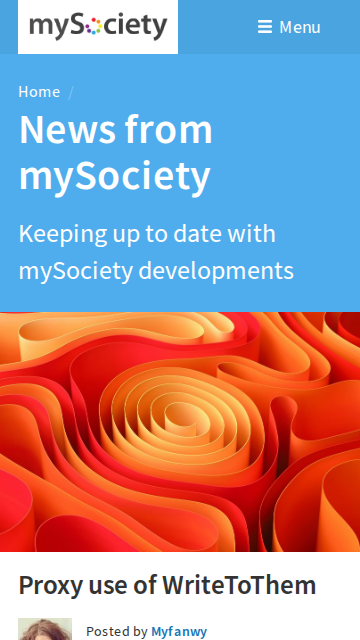 mySociety
Menu
Home /
News from
mySociety
Keeping up to date with
mySociety developments
Proxy use of WriteToThem
Posted by Myfanwy